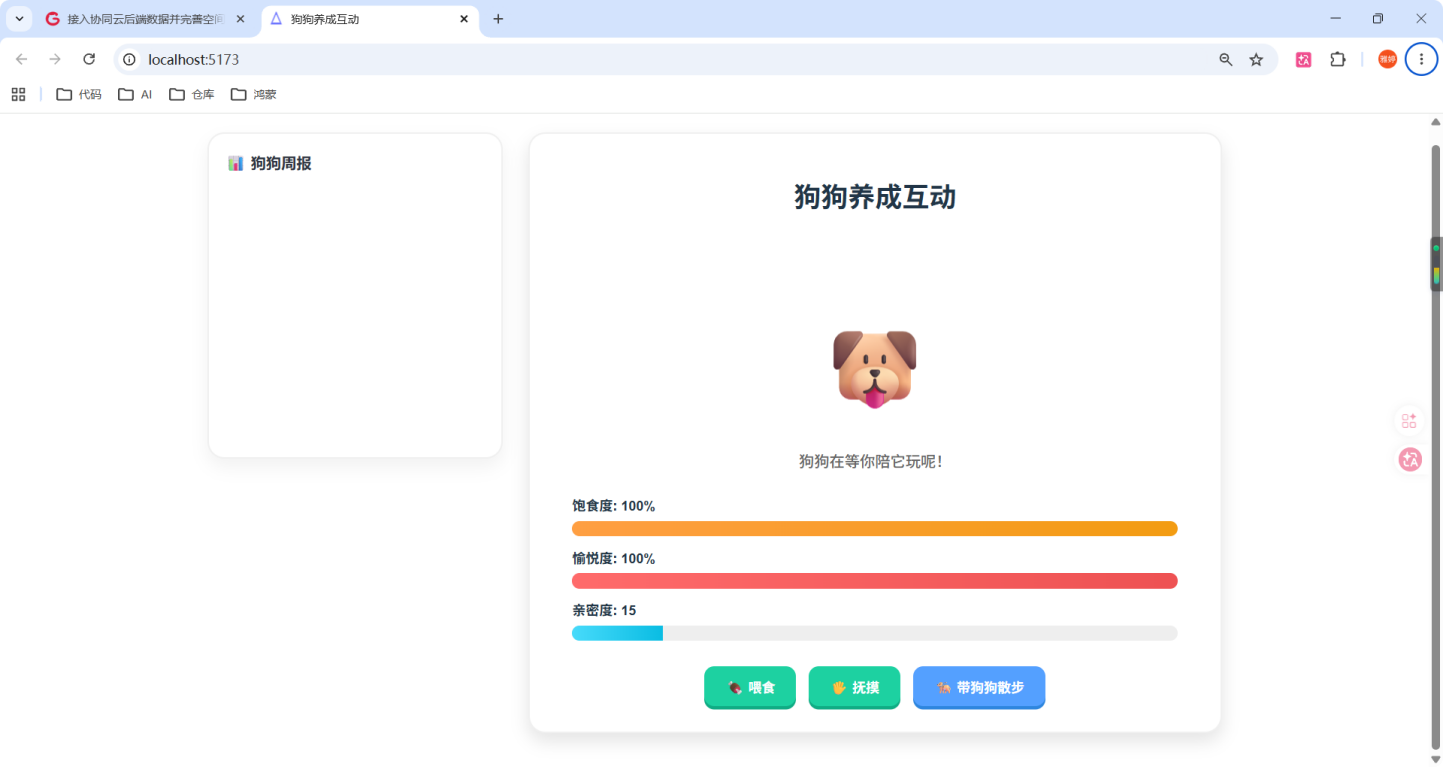 接入协同云后端数据并完善空间
狗狗养成互动
localhost:5173
雅婷
代码
AI
仓库
鸿蒙
狗狗周报
狗狗养成互动
狗狗在等你陪它玩呢！
饱食度: 100%
愉悦度: 100%
亲密度: 15
喂食
抚摸
带狗狗散步